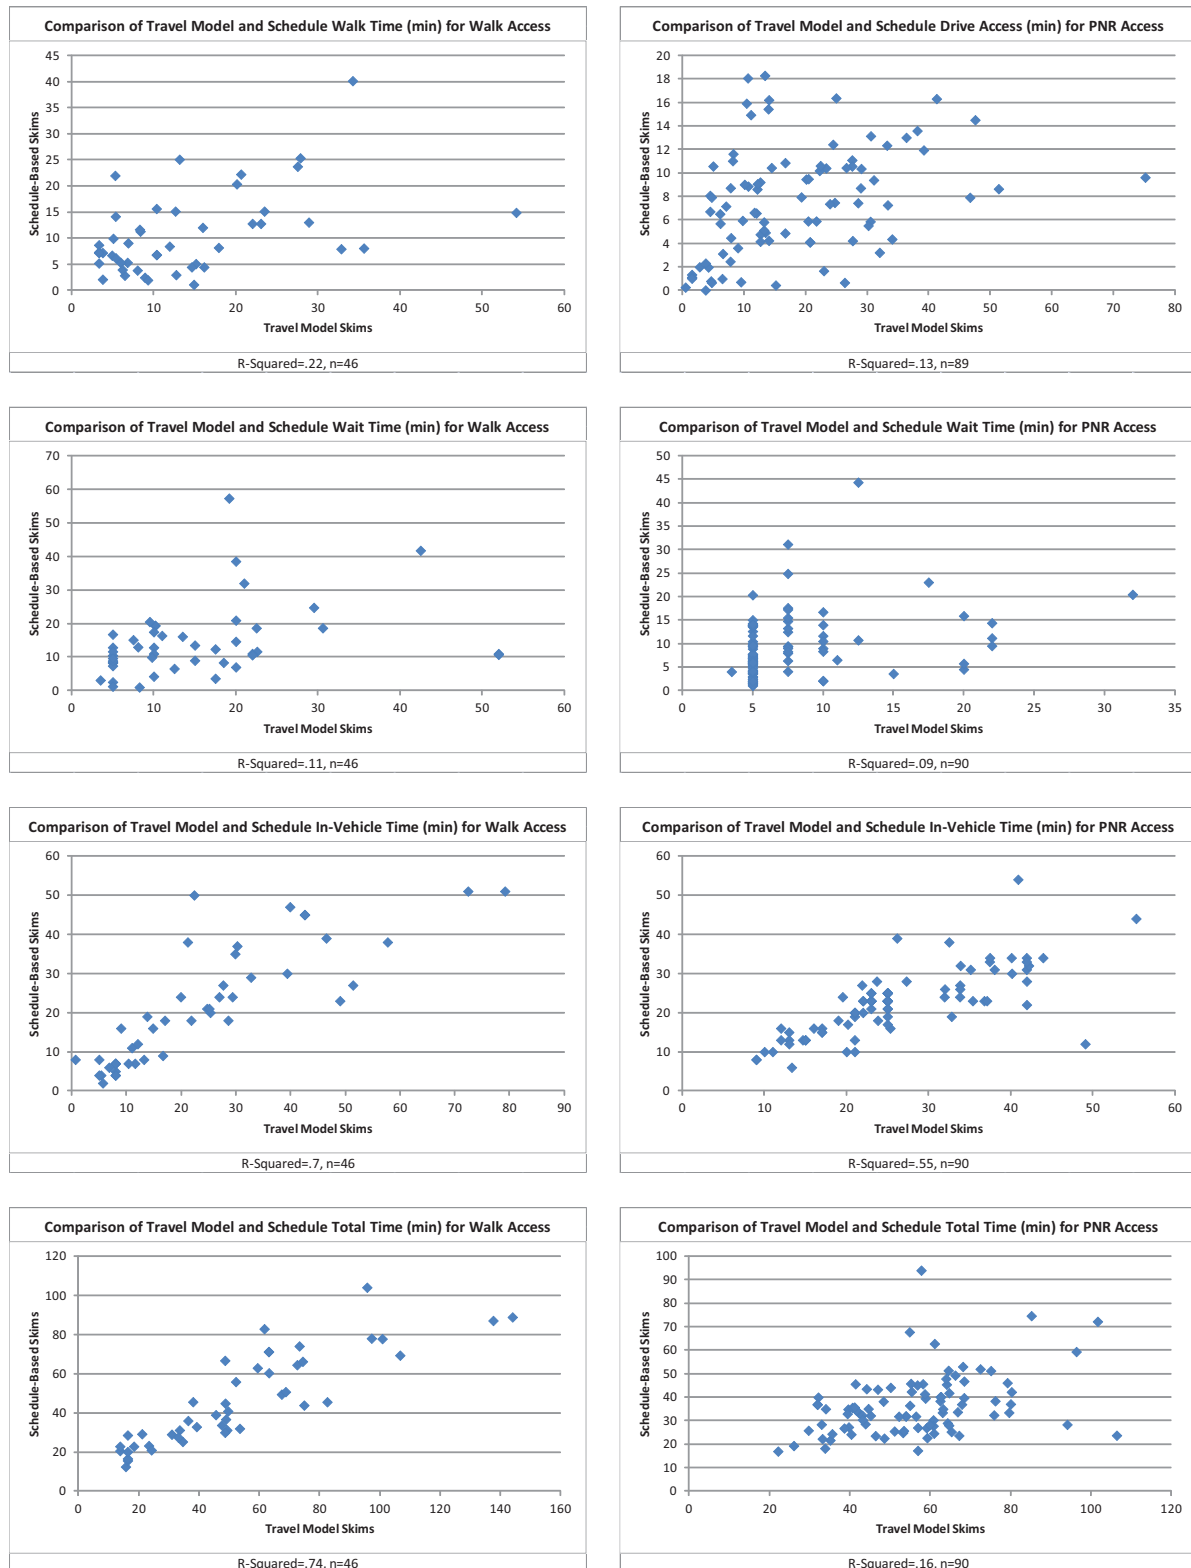 Comparison of Travel Model and Schedule Walk Time (min) for Walk Access
45
40
35
30
25
20
15
10
5
0
Schedule-Based Skims
0 10 20 30 40 50 60
Travel Model Skims
R-Squared=.22, n=46
Comparison of Travel Model and Schedule Drive Access (min) for PNR Access
20
18
16
14
12
10
8
6
4
2
0
Schedule-Based Skims
0 10 20 30 40 50 60 70 80
Travel Model Skims
R-Squared=.13, n=89
Comparison of Travel Model and Schedule Wait Time (min) for Walk Access
70
60
50
40
30
20
10
0
Schedule-Based Skims
0 10 20 30 40 50 60
Travel Model Skims
R-Squared=.11, n=46
Comparison of Travel Model and Schedule Wait Time (min) for PNR Access
50
45
40
35
30
25
20
15
10
5
0
Schedule-Based Skims
0 5 10 15 20 25 30 35
Travel Model Skims
R-Squared=.09, n=90
Comparison of Travel Model and Schedule In-Vehicle Time (min) for Walk Access
60
50
40
30
20
10
0
Schedule-Based Skims
0 10 20 30 40 50 60 70 80 90
Travel Model Skims
R-Squared=.7, n=46
Comparison of Travel Model and Schedule In-Vehicle Time (min) for PNR Access
60
50
40
30
20
10
0
Schedule-Based Skims
0 10 20 30 40 50 60
Travel Model Skims
R-Squared=.55, n=90
Comparison of Travel Model and Schedule Total Time (min) for Walk Access
120
100
80
60
40
20
0
Schedule-Based Skims
0 20 40 60 80 100 120 140 160
Travel Model Skims
R-Squared=.74, n=46
Comparison of Travel Model and Schedule Total Time (min) for PNR Access
100
90
80
70
60
50
40
30
20
10
0
Schedule-Based Skims
0 20 40 60 80 100 120
Travel Model Skims
R-Squared=.16, n=90